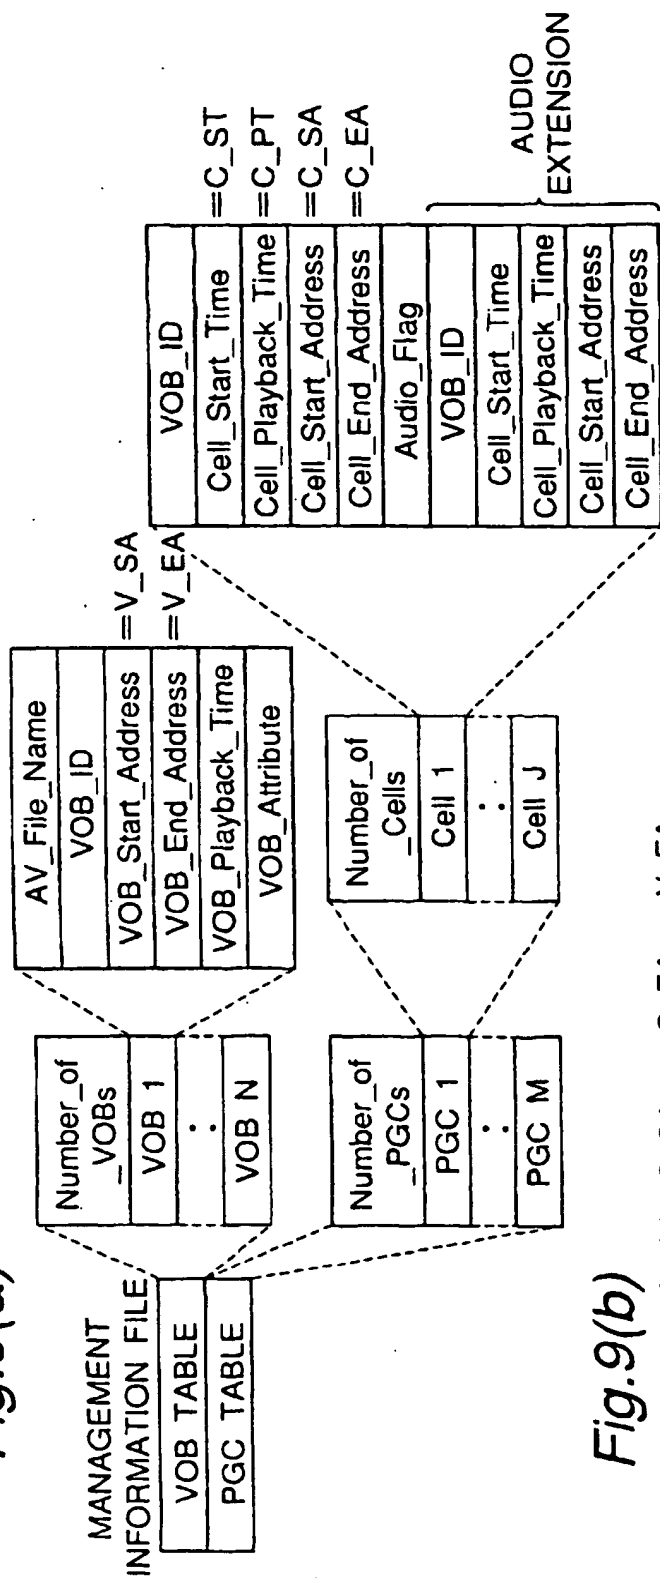 MANAGEMENT
INFORMATION FILE
VOB TABLE
PGC TABLE
Number_of
_VOBs
VOB 1
:
VOB N
AV_File_Name
VOB_ID
VOB_Start_Address
=V_SA
VOB_End_Address
=V_EA
VOB_Playback_Time
VOB_Attribute
Number_of
_PGCs
PGC 1
:
PGC M
Number_of
_Cells
Cell 1
:
Cell J
VOB_ID
Cell_Start_Time
=C_ST
Cell_Playback_Time
=C_PT
Cell_Start_Address
=C_SA
Cell_End_Address
=C_EA
Audio_Flag
VOB_ID
Cell_Start_Time
Cell_Playback_Time
Cell_Start_Address
Cell_End_Address
AUDIO
EXTENSION
Fig.9(b)